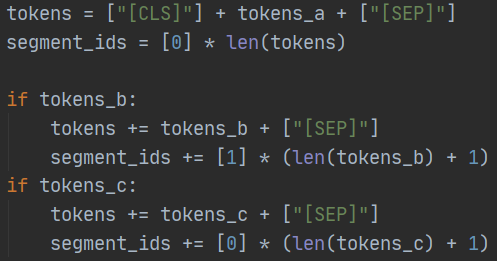 tokens = ["[CLS]"] + tokens_a + ["[SEP]"]
segment_ids = [0] * len(tokens)

if tokens_b:
    tokens += tokens_b + ["[SEP]"]
    segment_ids += [1] * (len(tokens_b) + 1)
if tokens_c:
    tokens += tokens_c + ["[SEP]"]
    segment_ids += [0] * (len(tokens_c) + 1)